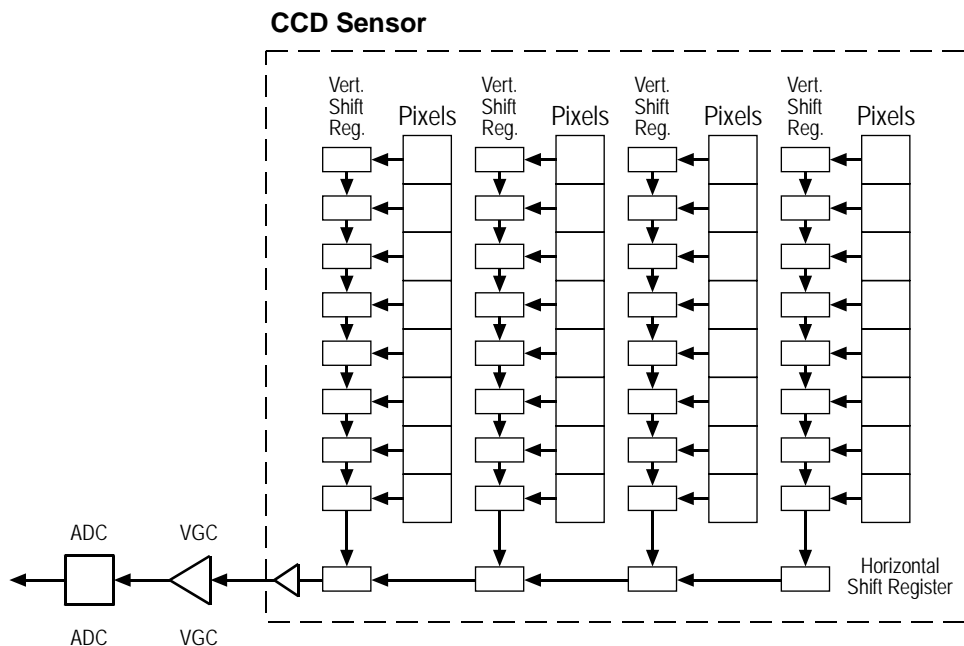 CCD Sensor
Vert.
Shift
Reg.
Pixels
Vert.
Shift
Reg.
Pixels
Vert.
Shift
Reg.
Pixels
Vert.
Shift
Reg.
Pixels
ADC
VGC
Horizontal
Shift Register
ADC
VGC